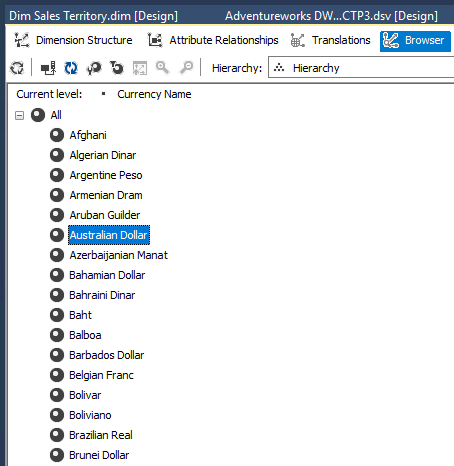 Dim Sales Territory.dim [Design] Adventureworks DW...CTP3.dsv [Design]
Dimension Structure Attribute Relationships Translations Browser
Hierarchy: Hierarchy
Current level: Currency Name
All
Afghani
Algerian Dinar
Argentine Peso
Armenian Dram
Aruban Guilder
Australian Dollar
Azerbaijanian Manat
Bahamian Dollar
Bahraini Dinar
Baht
Balboa
Barbados Dollar
Belgian Franc
Bolivar
Boliviano
Brazilian Real
Brunei Dollar